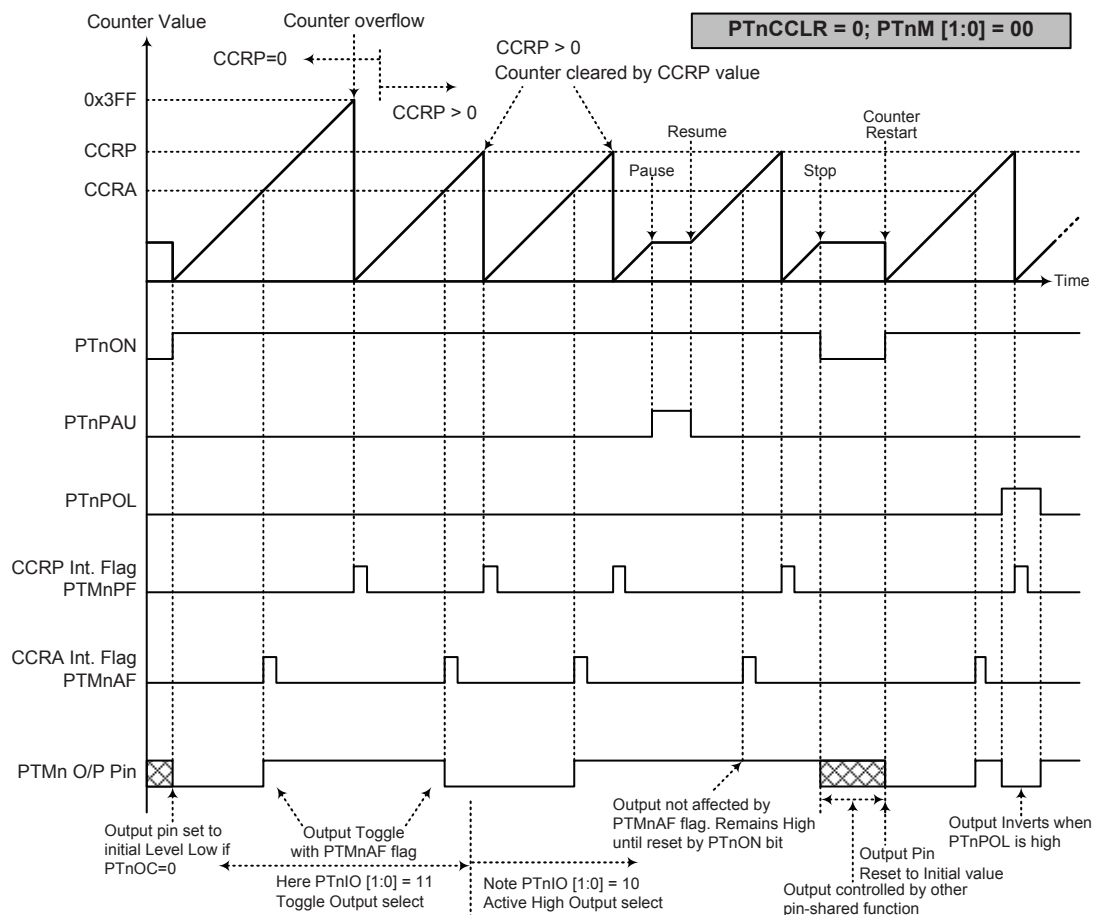 Counter Value
Counter overflow
PTnCCLR = 0; PTnM [1:0] = 00
CCRP=0
CCRP > 0
CCRP > 0
Counter cleared by CCRP value
0x3FF
CCRP
CCRA
Pause
Resume
Stop
Counter
Restart
Time
PTnON
PTnPAU
PTnPOL
CCRP Int. Flag
PTMnPF
CCRA Int. Flag
PTMnAF
PTMn O/P Pin
Output pin set to
initial Level Low if
PTnOC=0
Output Toggle
with PTMnAF flag
Here PTnIO [1:0] = 11
Toggle Output select
Note PTnIO [1:0] = 10
Active High Output select
Output not affected by
PTMnAF flag. Remains High
until reset by PTnON bit
Output Pin
Reset to Initial value
Output controlled by other
pin-shared function
Output Inverts when
PTnPOL is high